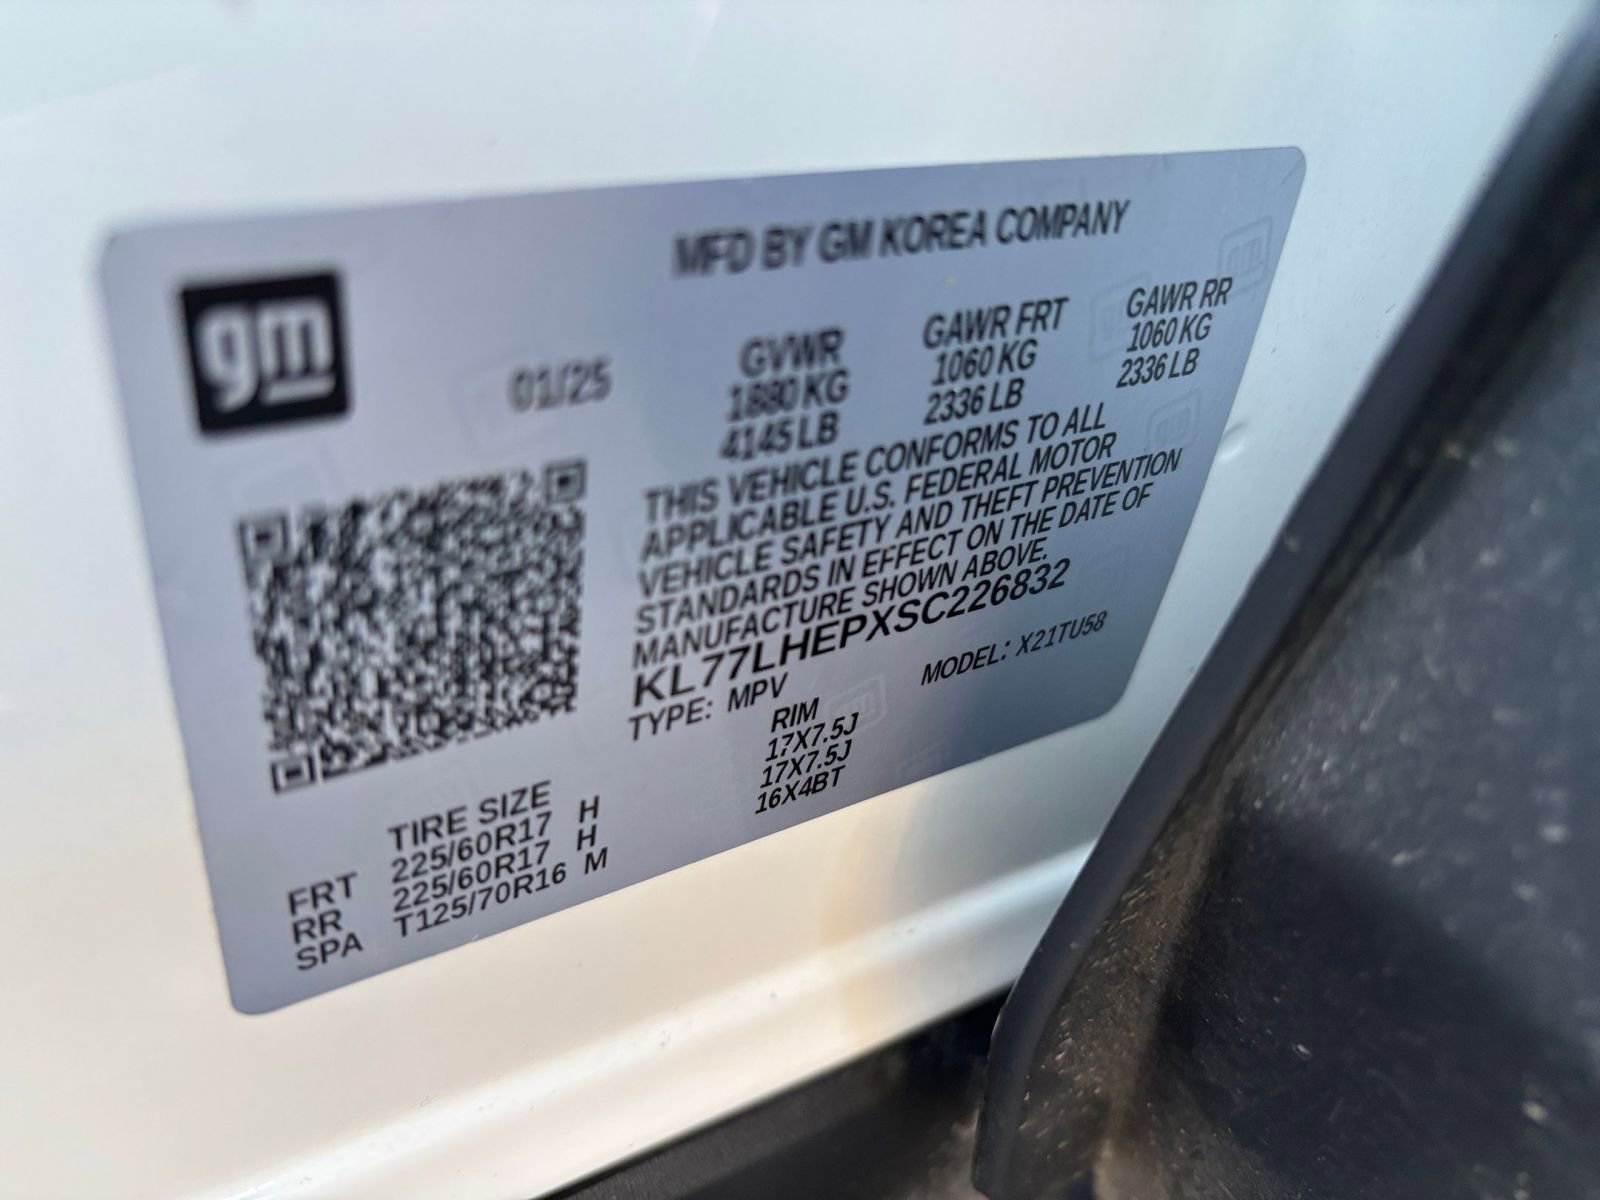 gm
MFD BY GM KOREA COMPANY
01/25
GVWR
1880 KG
4145 LB
GAWR FRT
1060 KG
2336 LB
GAWR RR
1060 KG
2336 LB
THIS VEHICLE CONFORMS TO ALL
APPLICABLE U.S. FEDERAL MOTOR
VEHICLE SAFETY AND THEFT PREVENTION
STANDARDS IN EFFECT ON THE DATE OF
MANUFACTURE SHOWN ABOVE.
KL77LHEPXSC226832
TYPE: MPV MODEL: X21TU58
TIRE SIZE RIM
FRT 225/60R17 H 17X7.5J
RR 225/60R17 H 17X7.5J
SPA T125/70R16 M 16X4BT